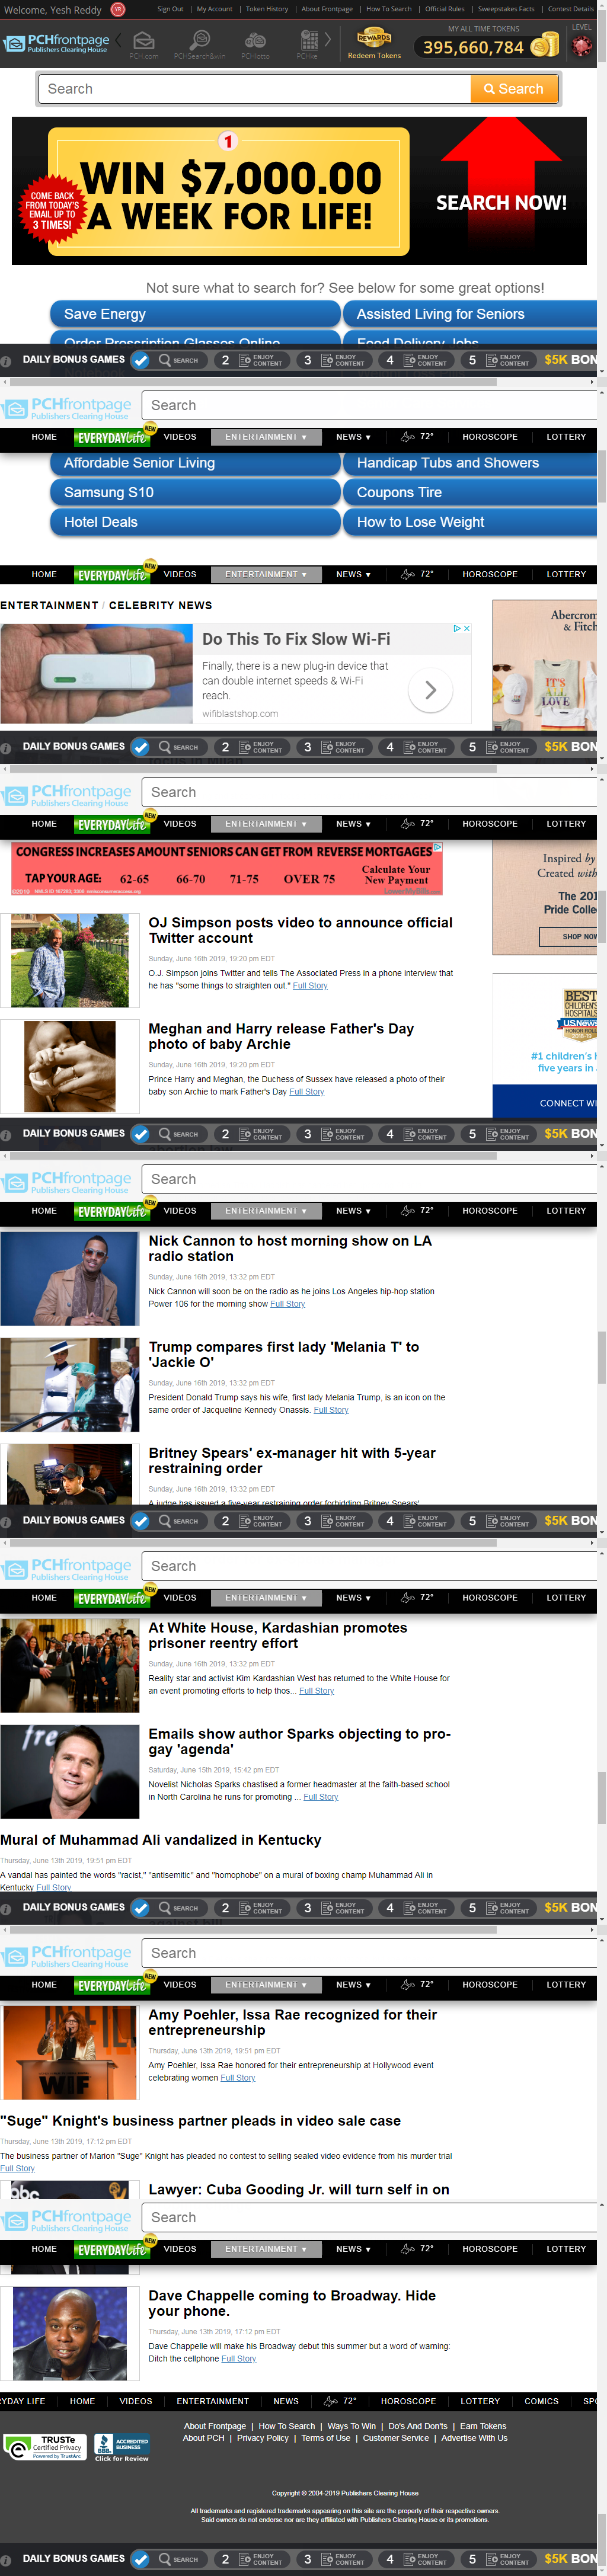 Welcome, Yesh Reddy YR Sign Out | My Account | Token History | About Frontpage | How To Search | Official Rules | Sweepstakes Facts | Contest Details
PCHfrontpage
Publishers Clearing House
PCH.com PCHSearch&win PCHlotto
REWARDS
Redeem Tokens
MY ALL TIME TOKENS
395,660,784
LEVEL
Search Search
1
WIN $7,000.00
A WEEK FOR LIFE!
COME BACK
FROM TODAY'S
EMAIL UP TO
3 TIMES!
SEARCH NOW!
Not sure what to search for? See below for some great options!
Save Energy Assisted Living for Seniors
Order Prescription Glasses Online Food Delivery Jobs
DAILY BONUS GAMES SEARCH 2 ENJOY CONTENT 3 ENJOY CONTENT 4 ENJOY CONTENT 5 ENJOY CONTENT $5K BON
PCHfrontpage
Publishers Clearing House
Search
HOME EVERYDAYlife NEW VIDEOS ENTERTAINMENT ▼ NEWS ▼ 72° HOROSCOPE LOTTERY
Affordable Senior Living Handicap Tubs and Showers
Samsung S10 Coupons Tire
Hotel Deals How to Lose Weight
HOME EVERYDAYlife NEW VIDEOS ENTERTAINMENT ▼ NEWS ▼ 72° HOROSCOPE LOTTERY
ENTERTAINMENT / CELEBRITY NEWS
Do This To Fix Slow Wi-Fi
Finally, there is a new plug-in device that
can double internet speeds & Wi-Fi
reach.
wifiblastshop.com
Abercrom
& Fitch
IT'S
ALL
LOVE
DAILY BONUS GAMES SEARCH 2 ENJOY CONTENT 3 ENJOY CONTENT 4 ENJOY CONTENT 5 ENJOY CONTENT $5K BON
PCHfrontpage
Publishers Clearing House
Search
HOME EVERYDAYlife NEW VIDEOS ENTERTAINMENT ▼ NEWS ▼ 72° HOROSCOPE LOTTERY
CONGRESS INCREASES AMOUNT SENIORS CAN GET FROM REVERSE MORTGAGES
TAP YOUR AGE: 62-65 66-70 71-75 OVER 75 Calculate Your
New Payment
Inspired by
Created with
The 201
Pride Collec
SHOP NOW
OJ Simpson posts video to announce official
Twitter account
Sunday, June 16th 2019, 19:20 pm EDT
O.J. Simpson joins Twitter and tells The Associated Press in a phone interview that
he has "some things to straighten out." Full Story
BEST
CHILDREN'S
HOSPITALS
U.S.News
HONOR ROLL
#1 children's h
five years in
CONNECT WI
Meghan and Harry release Father's Day
photo of baby Archie
Sunday, June 16th 2019, 19:20 pm EDT
Prince Harry and Meghan, the Duchess of Sussex have released a photo of their
baby son Archie to mark Father's Day Full Story
DAILY BONUS GAMES SEARCH 2 ENJOY CONTENT 3 ENJOY CONTENT 4 ENJOY CONTENT 5 ENJOY CONTENT $5K BON
PCHfrontpage
Publishers Clearing House
Search
HOME EVERYDAYlife NEW VIDEOS ENTERTAINMENT ▼ NEWS ▼ 72° HOROSCOPE LOTTERY
Nick Cannon to host morning show on LA
radio station
Sunday, June 16th 2019, 13:32 pm EDT
Nick Cannon will soon be on the radio as he joins Los Angeles hip-hop station
Power 106 for the morning show Full Story
Trump compares first lady 'Melania T' to
'Jackie O'
Sunday, June 16th 2019, 13:32 pm EDT
President Donald Trump says his wife, first lady Melania Trump, is an icon on the
same order of Jacqueline Kennedy Onassis. Full Story
Britney Spears' ex-manager hit with 5-year
restraining order
Sunday, June 16th 2019, 13:32 pm EDT
A judge has issued a five-year restraining order forbidding Britney Spears'
DAILY BONUS GAMES SEARCH 2 ENJOY CONTENT 3 ENJOY CONTENT 4 ENJOY CONTENT 5 ENJOY CONTENT $5K BON
PCHfrontpage
Publishers Clearing House
Search
HOME EVERYDAYlife NEW VIDEOS ENTERTAINMENT ▼ NEWS ▼ 72° HOROSCOPE LOTTERY
At White House, Kardashian promotes
prisoner reentry effort
Sunday, June 16th 2019, 13:32 pm EDT
Reality star and activist Kim Kardashian West has returned to the White House for
an event promoting efforts to help thos... Full Story
Emails show author Sparks objecting to pro-
gay 'agenda'
Saturday, June 15th 2019, 15:42 pm EDT
Novelist Nicholas Sparks chastised a former headmaster at the faith-based school
in North Carolina he runs for promoting ... Full Story
Mural of Muhammad Ali vandalized in Kentucky
Thursday, June 13th 2019, 19:51 pm EDT
A vandal has painted the words "racist," "antisemitic" and "homophobe" on a mural of boxing champ Muhammad Ali in
Kentucky Full Story
DAILY BONUS GAMES SEARCH 2 ENJOY CONTENT 3 ENJOY CONTENT 4 ENJOY CONTENT 5 ENJOY CONTENT $5K BON
PCHfrontpage
Publishers Clearing House
Search
HOME EVERYDAYlife NEW VIDEOS ENTERTAINMENT ▼ NEWS ▼ 72° HOROSCOPE LOTTERY
WIF
Amy Poehler, Issa Rae recognized for their
entrepreneurship
Thursday, June 13th 2019, 19:51 pm EDT
Amy Poehler, Issa Rae honored for their entrepreneurship at Hollywood event
celebrating women Full Story
"Suge" Knight's business partner pleads in video sale case
Thursday, June 13th 2019, 17:12 pm EDT
The business partner of Marion "Suge" Knight has pleaded no contest to selling sealed video evidence from his murder trial
Full Story
abc
Lawyer: Cuba Gooding Jr. will turn self in on
PCHfrontpage
Publishers Clearing House
Search
HOME EVERYDAYlife NEW VIDEOS ENTERTAINMENT ▼ NEWS ▼ 72° HOROSCOPE LOTTERY
Dave Chappelle coming to Broadway. Hide
your phone.
Thursday, June 13th 2019, 17:12 pm EDT
Dave Chappelle will make his Broadway debut this summer but a word of warning:
Ditch the cellphone Full Story
RYDAY LIFE HOME VIDEOS ENTERTAINMENT NEWS 72° HOROSCOPE LOTTERY COMICS SPO
About Frontpage | How To Search | Ways To Win | Do's And Don'ts | Earn Tokens
About PCH | Privacy Policy | Terms of Use | Customer Service | Advertise With Us
TRUSTe
Certified Privacy
Powered by TrustArc
BBB
ACCREDITED
BUSINESS
Click for Review
Copyright © 2004-2019 Publishers Clearing House
All trademarks and registered trademarks appearing on this site are the property of their respective owners.
Said owners do not endorse nor are they affiliated with Publishers Clearing House or its promotions.
DAILY BONUS GAMES SEARCH 2 ENJOY CONTENT 3 ENJOY CONTENT 4 ENJOY CONTENT 5 ENJOY CONTENT $5K BON